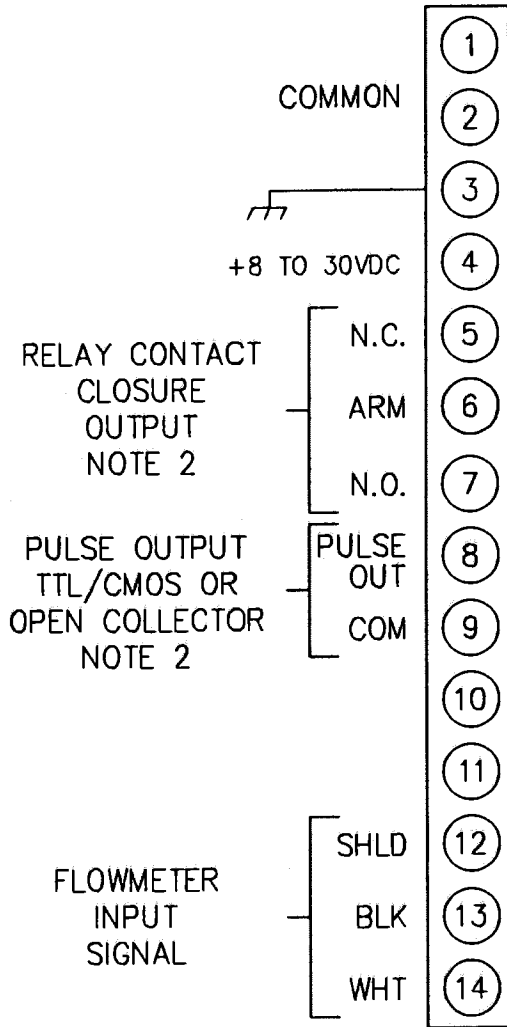 1
COMMON
2
3
+8 TO 30VDC 4
RELAY CONTACT
CLOSURE
OUTPUT
NOTE 2
N.C. 5
ARM 6
N.O. 7
PULSE OUTPUT
TTL/CMOS OR
OPEN COLLECTOR
NOTE 2
PULSE
OUT 8
COM 9
10
11
FLOWMETER
INPUT
SIGNAL
SHLD 12
BLK 13
WHT 14